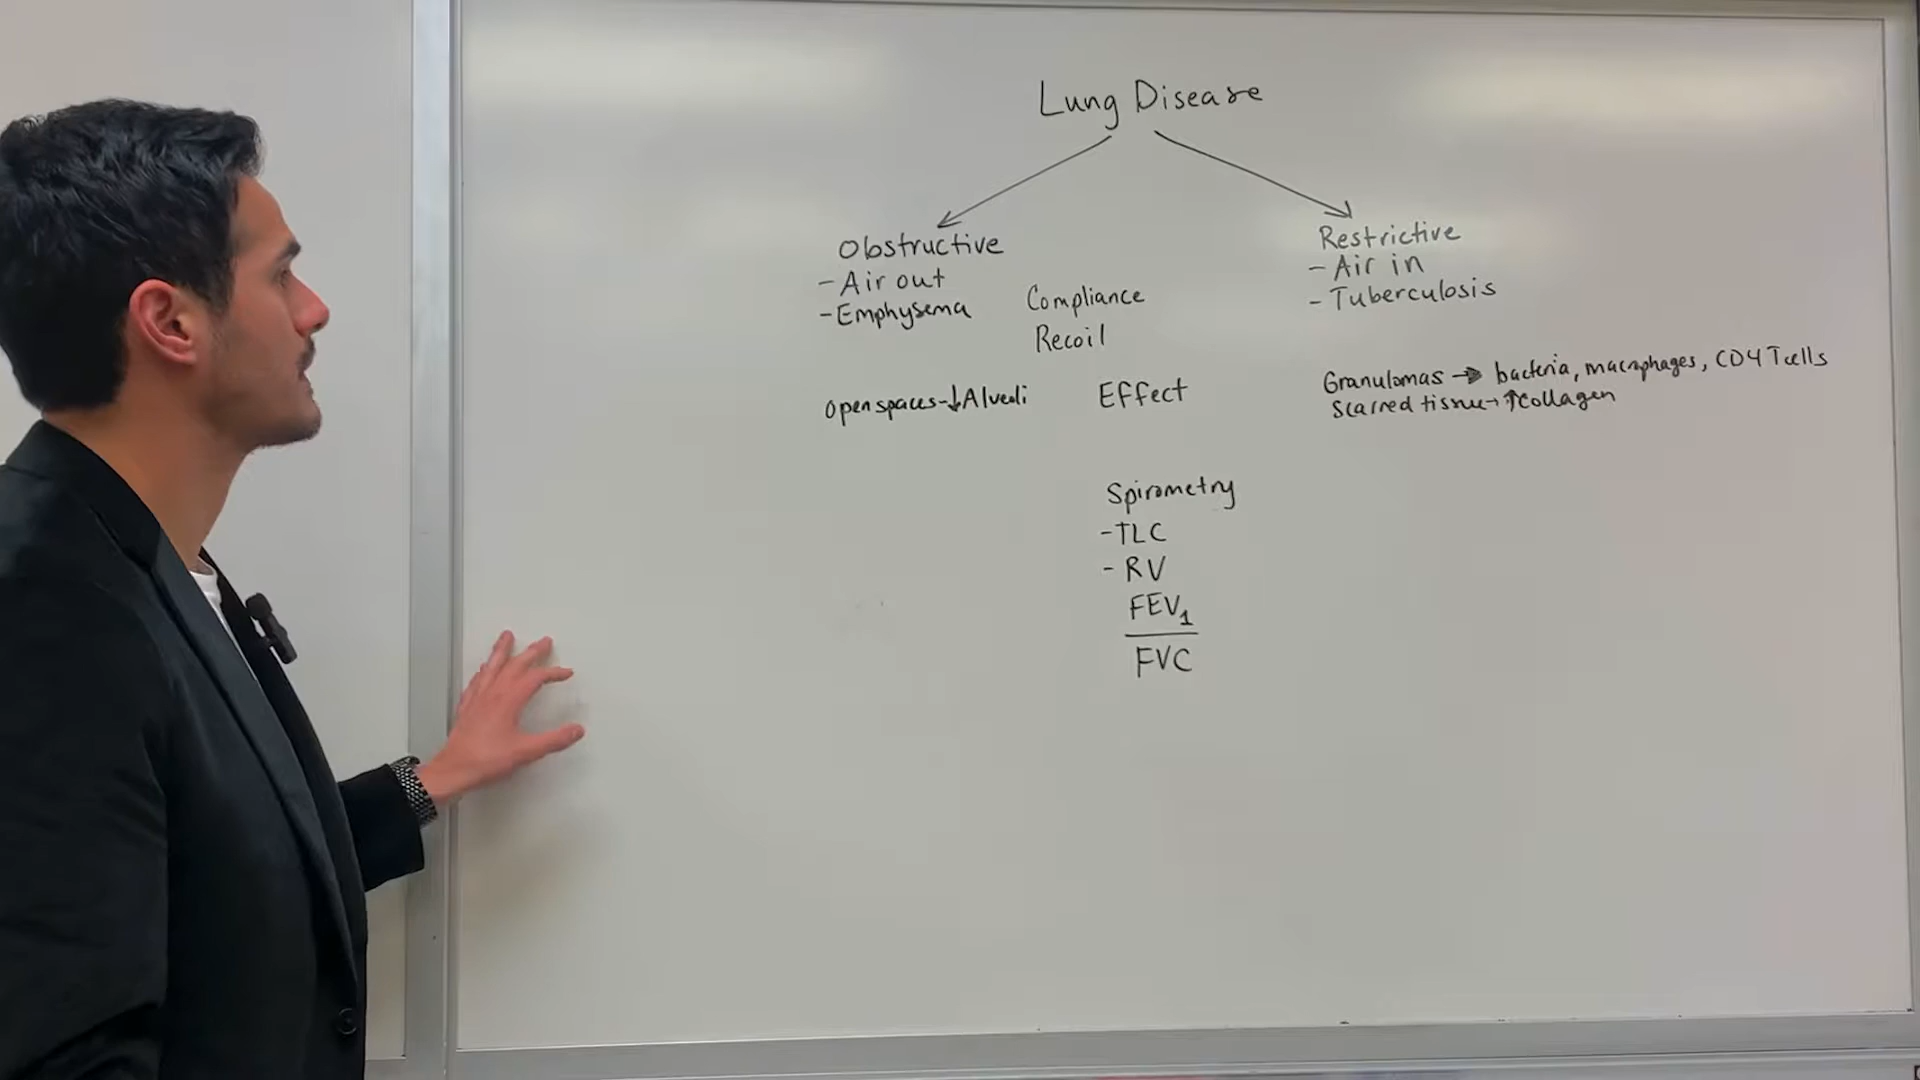 Lung Disease
Obstructive
- Air out
- Emphysema
Compliance
Recoil
Restrictive
- Air in
- Tuberculosis
open spaces-↓Alveoli
Effect
Granulomas → bacteria, macrophages, CD4 T cells
Scarred tissue→ ↑collagen
Spirometry
- TLC
- RV
FEV₁
FVC